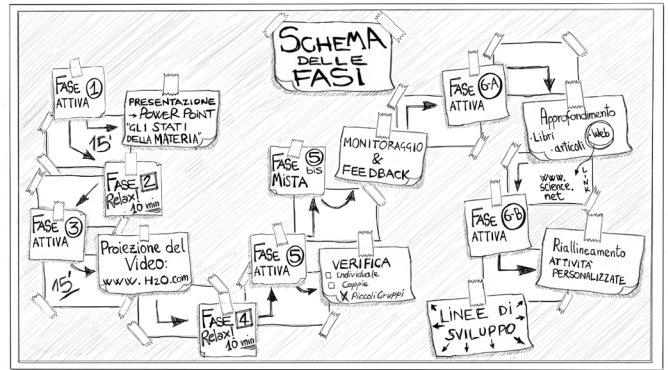 SCHEMA
DELLE
FASI
FASE 1
ATTIVA
15'
PRESENTAZIONE
→ POWER POINT
"GLI STATI
DELLA MATERIA"
FASE 2
Relax!
10 min
FASE 3
ATTIVA
15'
Proiezione del
Video:
www.H2O.com
FASE 4
Relax!
10 min
FASE 5
ATTIVA
VERIFICA
Individuale
Coppie
X Piccoli Gruppi
FASE 5 bis
MISTA
MONITORAGGIO
&
FEEDBACK
FASE 6-A
ATTIVA
Approfondimento
· Libri Web
· articoli
LINK
www.
science.
net
FASE 6-B
ATTIVA
Riallineamento
ATTIVITÀ
PERSONALIZZATE
LINEE DI
SVILUPPO